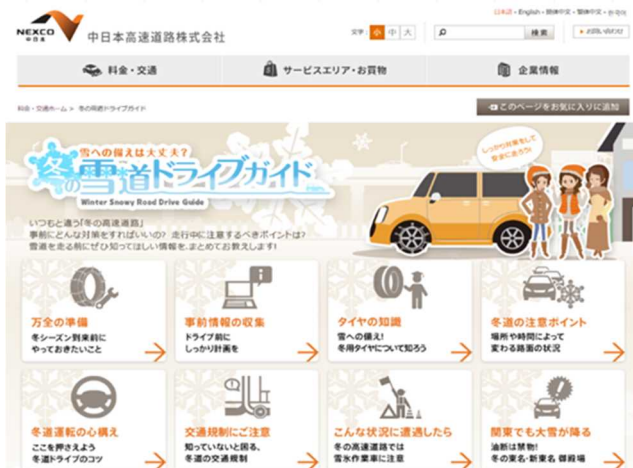 日本語・English・簡体中文・繁体中文・한국어
NEXCO
中日本
中日本高速道路株式会社
文字 小 中 大
検索
お問い合わせ
料金・交通
サービスエリア・お買物
企業情報
料金・交通ホーム > 冬の雪道ドライブガイド
このページをお気に入りに追加
雪への備えは大丈夫?
冬の雪道ドライブガイド
Winter Snowy Road Drive Guide
しっかり対策をして
安全に走ろう!
いつもと違う「冬の高速道路」
事前にどんな対策をすればいいの? 走行中に注意するべきポイントは?
雪道を走る前にぜひ知ってほしい情報を、まとめてお教えします!
万全の準備
冬シーズン到来前に
やっておきたいこと
事前情報の収集
ドライブ前に
しっかり計画を
タイヤの知識
雪への備え!
冬用タイヤについて知ろう
冬道の注意ポイント
場所や時間によって
変わる路面の状況
冬道運転の心構え
ここを押さえよう
冬道ドライブのコツ
交通規制にご注意
知っていないと困る、
冬道の交通規制
こんな状況に遭遇したら
冬の高速道路では
雪氷作業車に注意
関東でも大雪が降る
油断は禁物!
冬の東名・新東名 御殿場